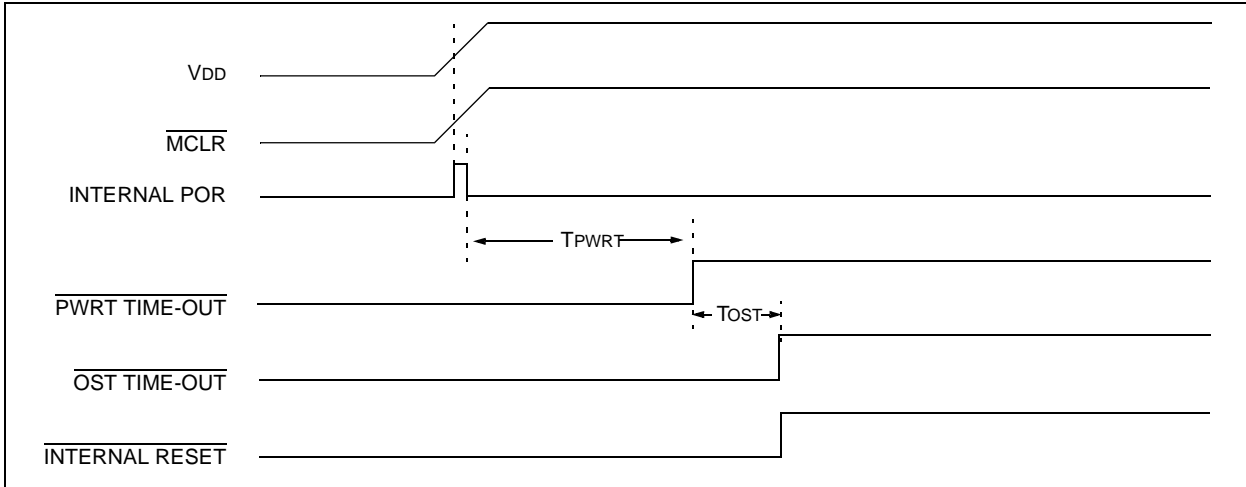 VDD
MCLR
INTERNAL POR
TPWRT
PWRT TIME-OUT
TOST
OST TIME-OUT
INTERNAL RESET